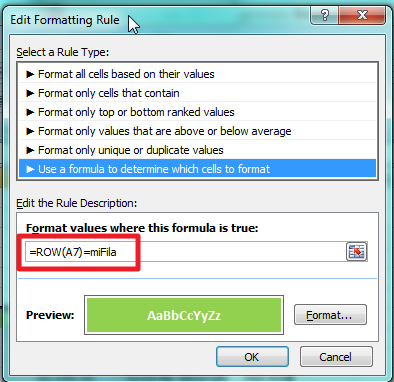 Edit Formatting Rule
Select a Rule Type:
► Format all cells based on their values
► Format only cells that contain
► Format only top or bottom ranked values
► Format only values that are above or below average
► Format only unique or duplicate values
► Use a formula to determine which cells to format
Edit the Rule Description:
Format values where this formula is true:
=ROW(A7)=miFila
Preview:
AaBbCcYyZz
Format...
OK
Cancel